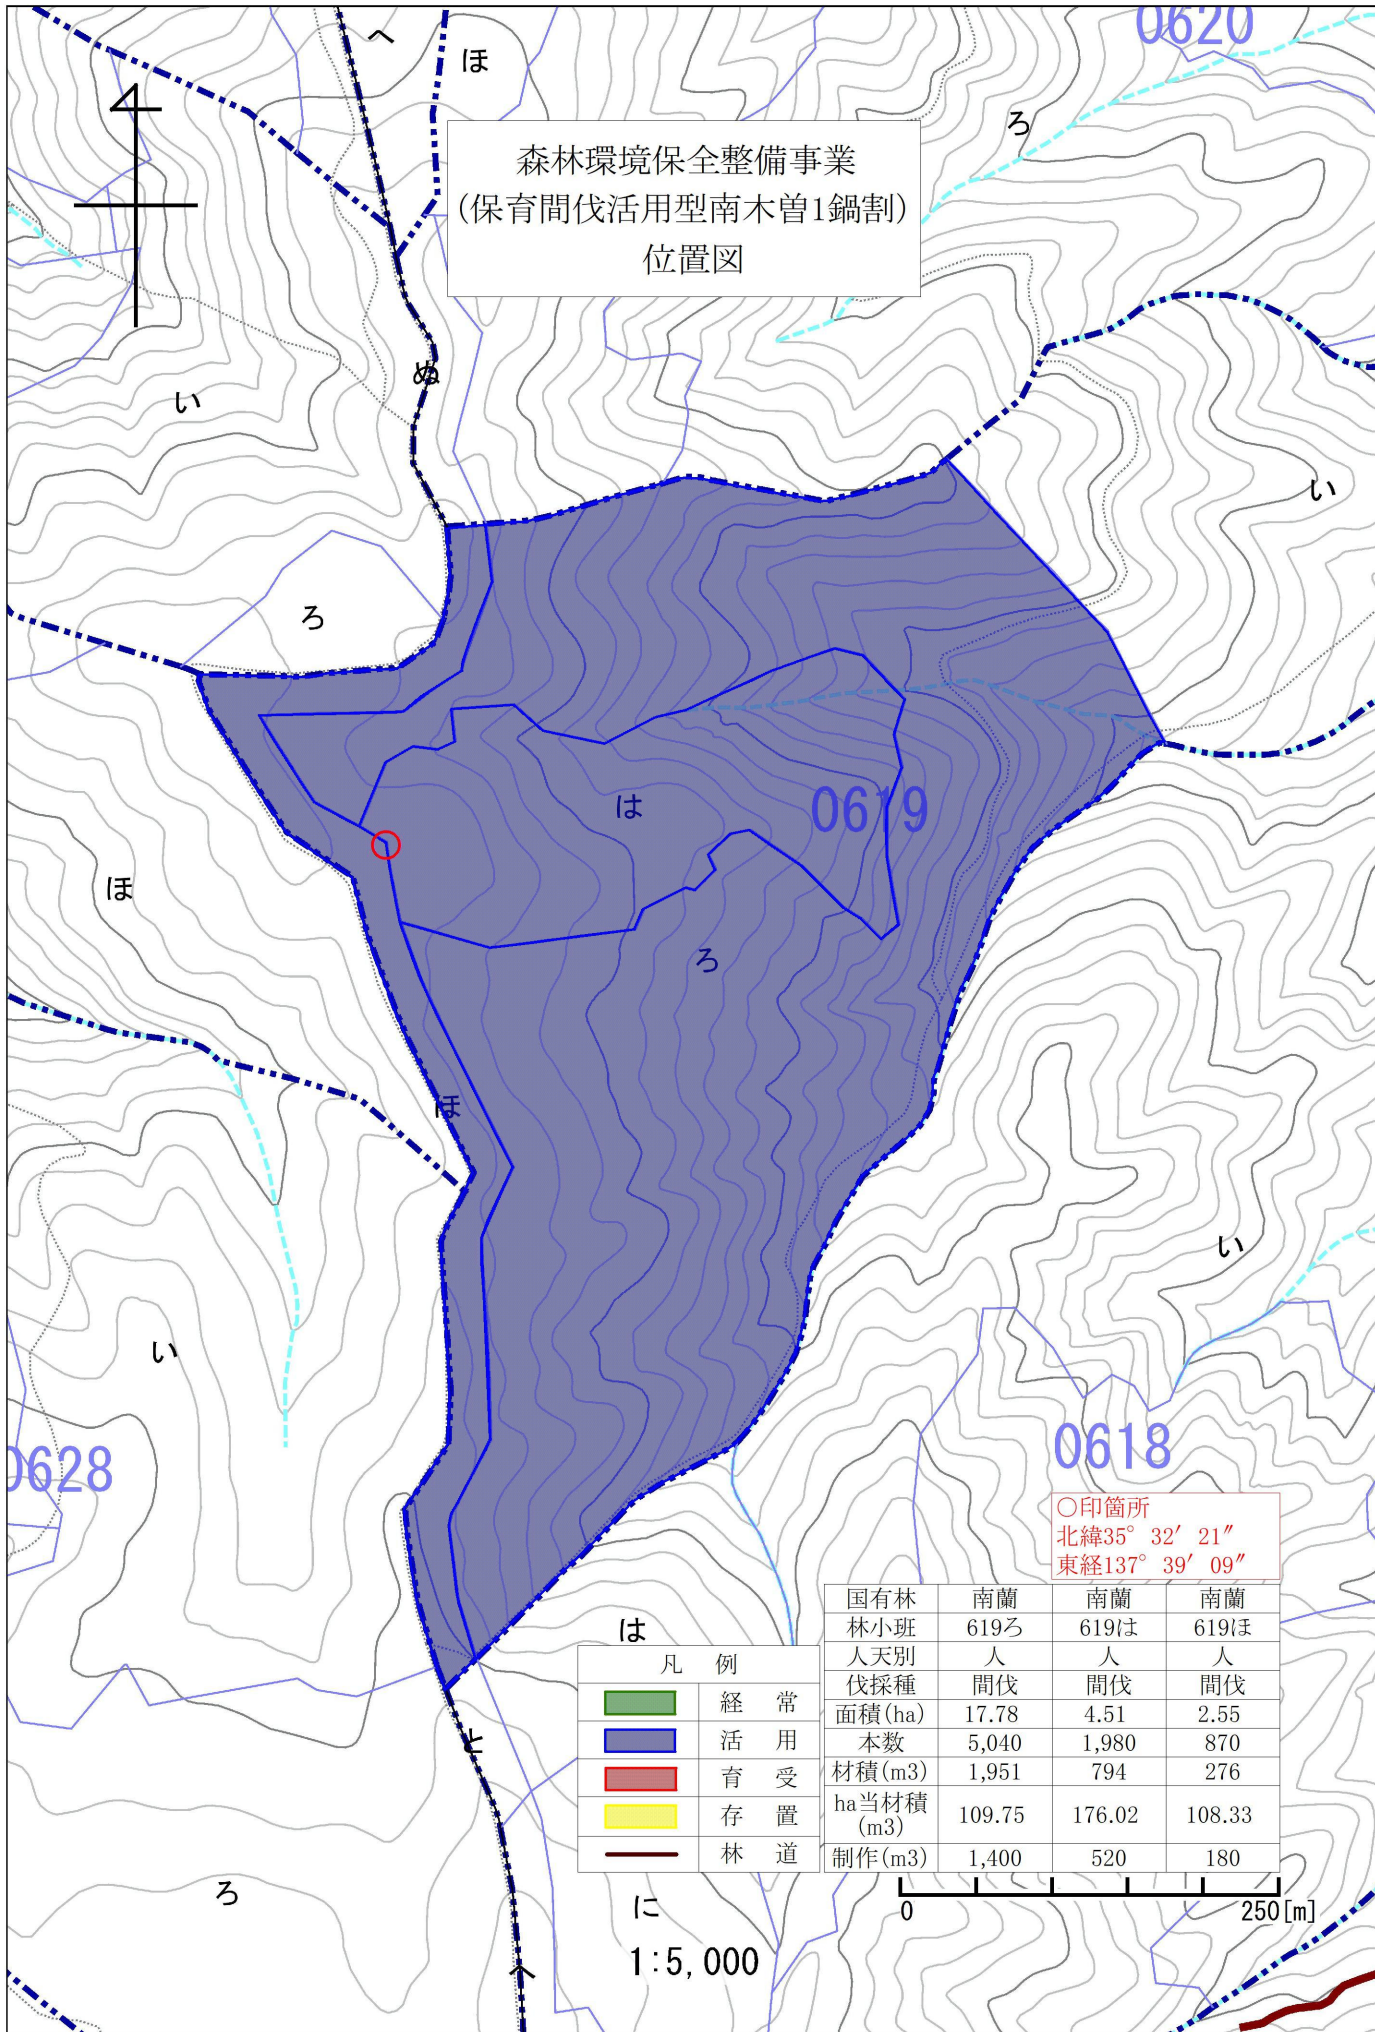 0620
へ
ほ
ろ
森林環境保全整備事業
(保育間伐活用型南木曽1鍋割)
位置図
ぬ
い
い
ろ
は
0619
ほ
ろ
ほ
い
い
0628
0618
○印箇所
北緯35° 32′ 21″
東経137° 39′ 09″
国有林 南蘭 南蘭 南蘭
林小班 619ろ 619は 619ほ
人天別 人 人 人
伐採種 間伐 間伐 間伐
面積(ha) 17.78 4.51 2.55
本数 5,040 1,980 870
材積(m3) 1,951 794 276
ha当材積
(m3) 109.75 176.02 108.33
制作(m3) 1,400 520 180
は
凡 例
経 常
活 用
育 受
存 置
林 道
と
ろ
に
0 250[m]
1:5,000
へ